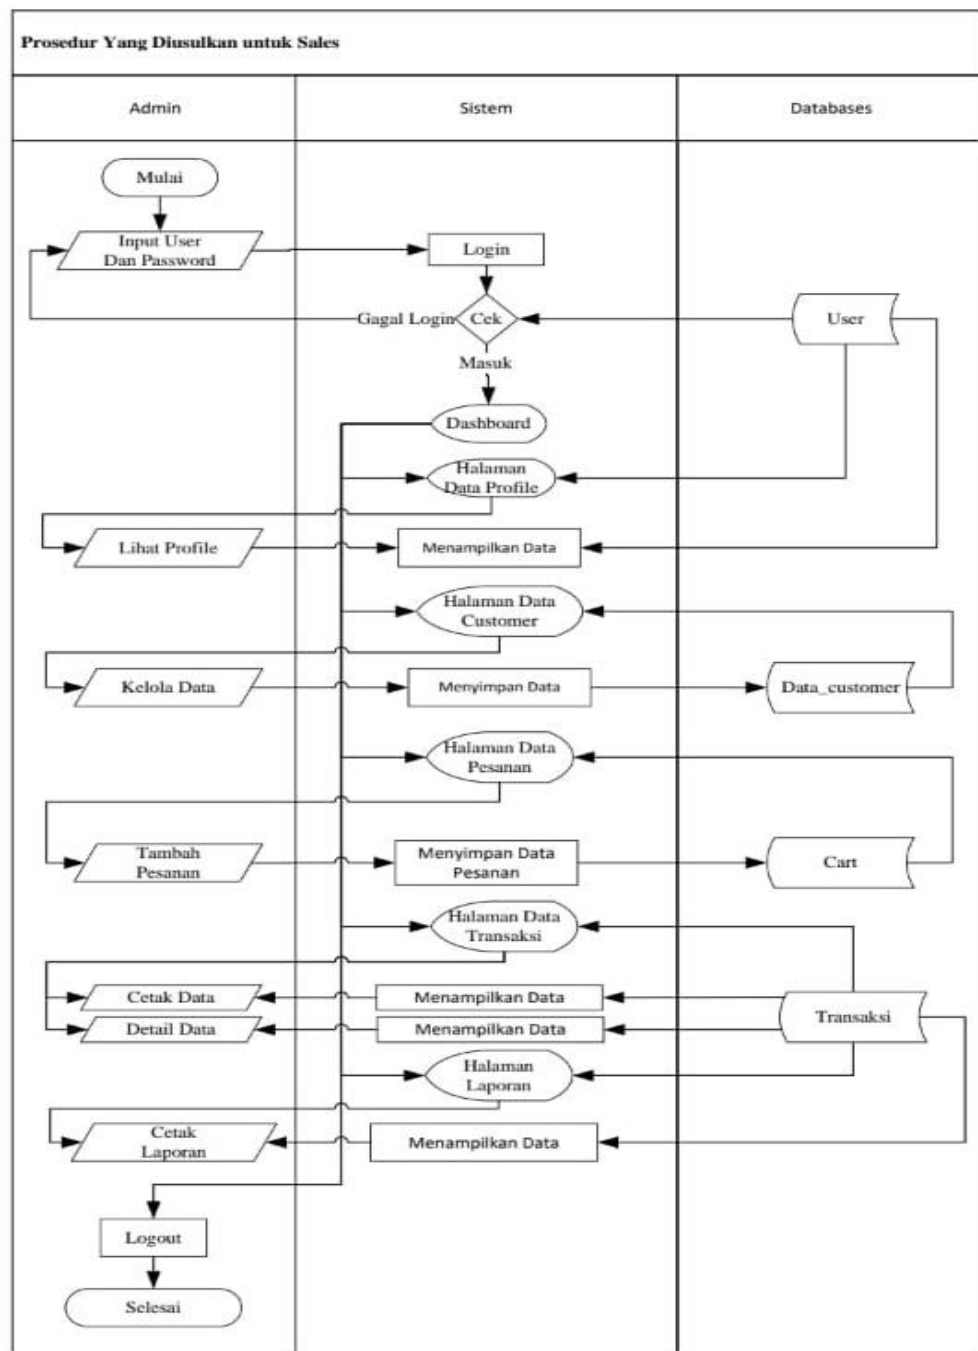 Prosedur Yang Diusulkan untuk Sales
Admin
Sistem
Databases
Mulai
Input User
Dan Password
Login
Gagal Login
Cek
User
Masuk
Dashboard
Halaman
Data Profile
Lihat Profile
Menampilkan Data
Halaman Data
Customer
Kelola Data
Menyimpan Data
Data_customer
Halaman Data
Pesanan
Tambah
Pesanan
Menyimpan Data
Pesanan
Cart
Halaman Data
Transaksi
Cetak Data
Menampilkan Data
Detail Data
Menampilkan Data
Transaksi
Halaman
Laporan
Cetak
Laporan
Menampilkan Data
Logout
Selesai